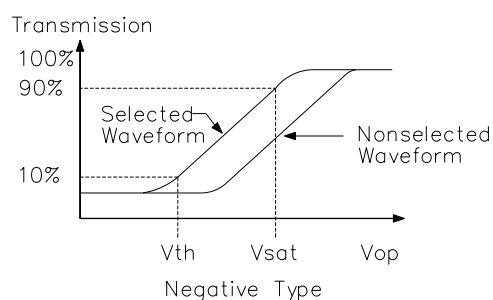 Transmission
100%
90%
Selected
Waveform
Nonselected
Waveform
10%
Vth
Vsat
Vop
Negative Type